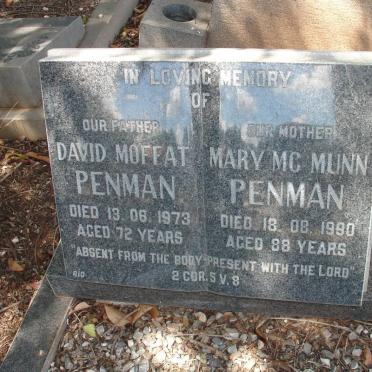 IN LOVING MEMORY
OF
OUR FATHER
DAVID MOFFAT
PENMAN
DIED 13.06.1973
AGED 72 YEARS
OUR MOTHER
MARY MC MUNN
PENMAN
DIED 18.08.1990
AGED 88 YEARS
"ABSENT FROM THE BODY PRESENT WITH THE LORD"
2 COR. 5 V. 8